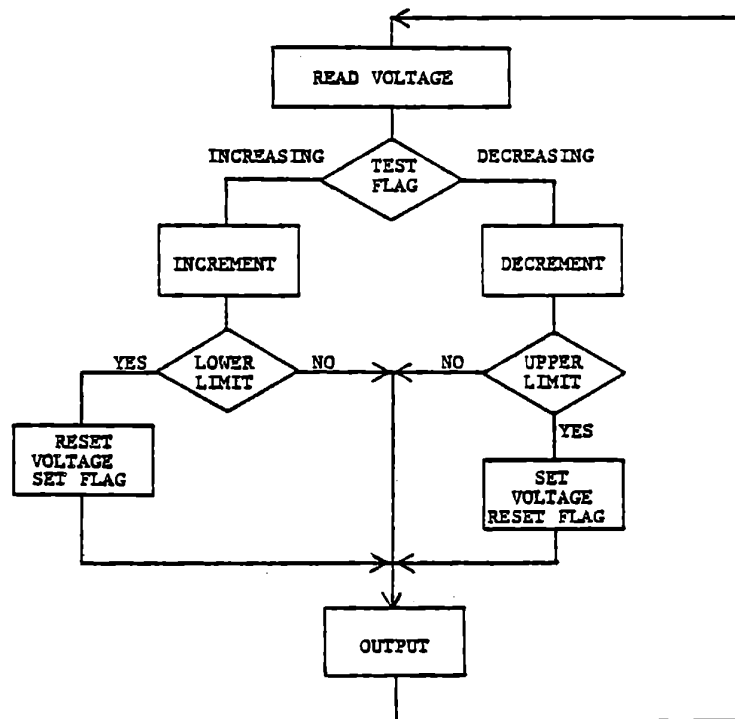 READ VOLTAGE
INCREASING
DECREASING
TEST
FLAG
INCREMENT
DECREMENT
YES
LOWER
LIMIT
NO
NO
UPPER
LIMIT
RESET
VOLTAGE
SET FLAG
YES
SET
VOLTAGE
RESET FLAG
OUTPUT